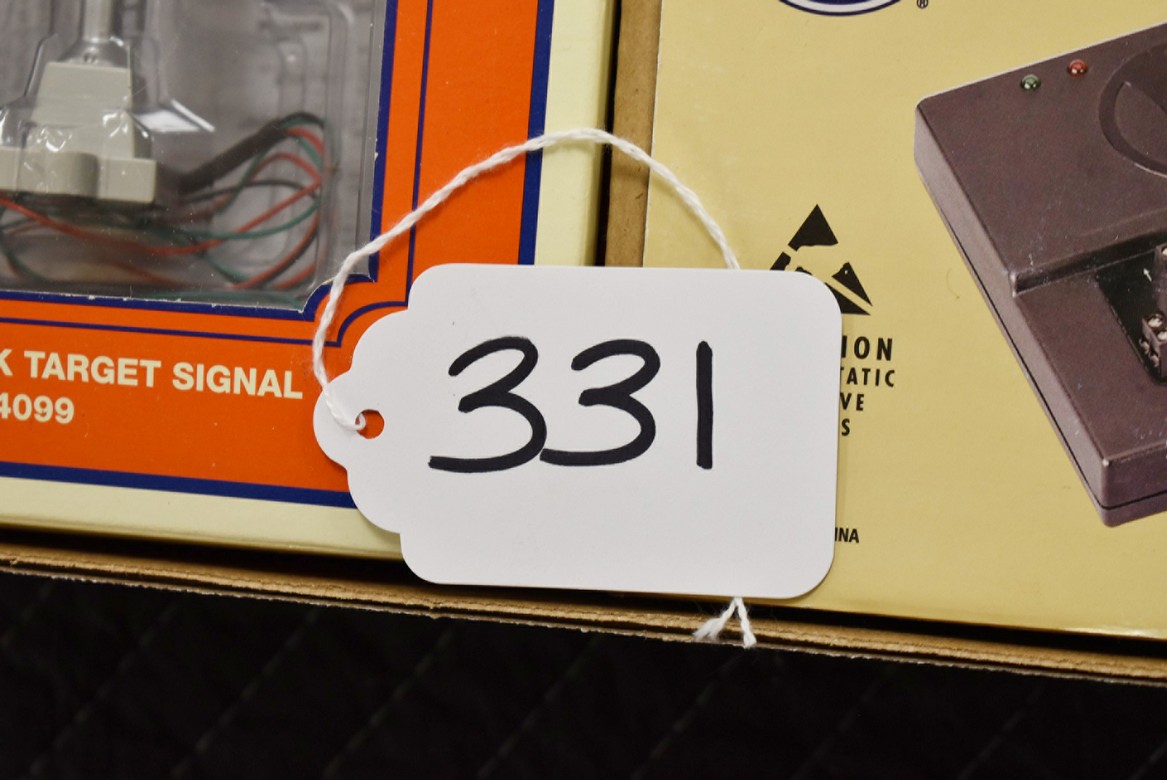 K TARGET SIGNAL
4099
331
ION
TATIC
VE
S
INA
®